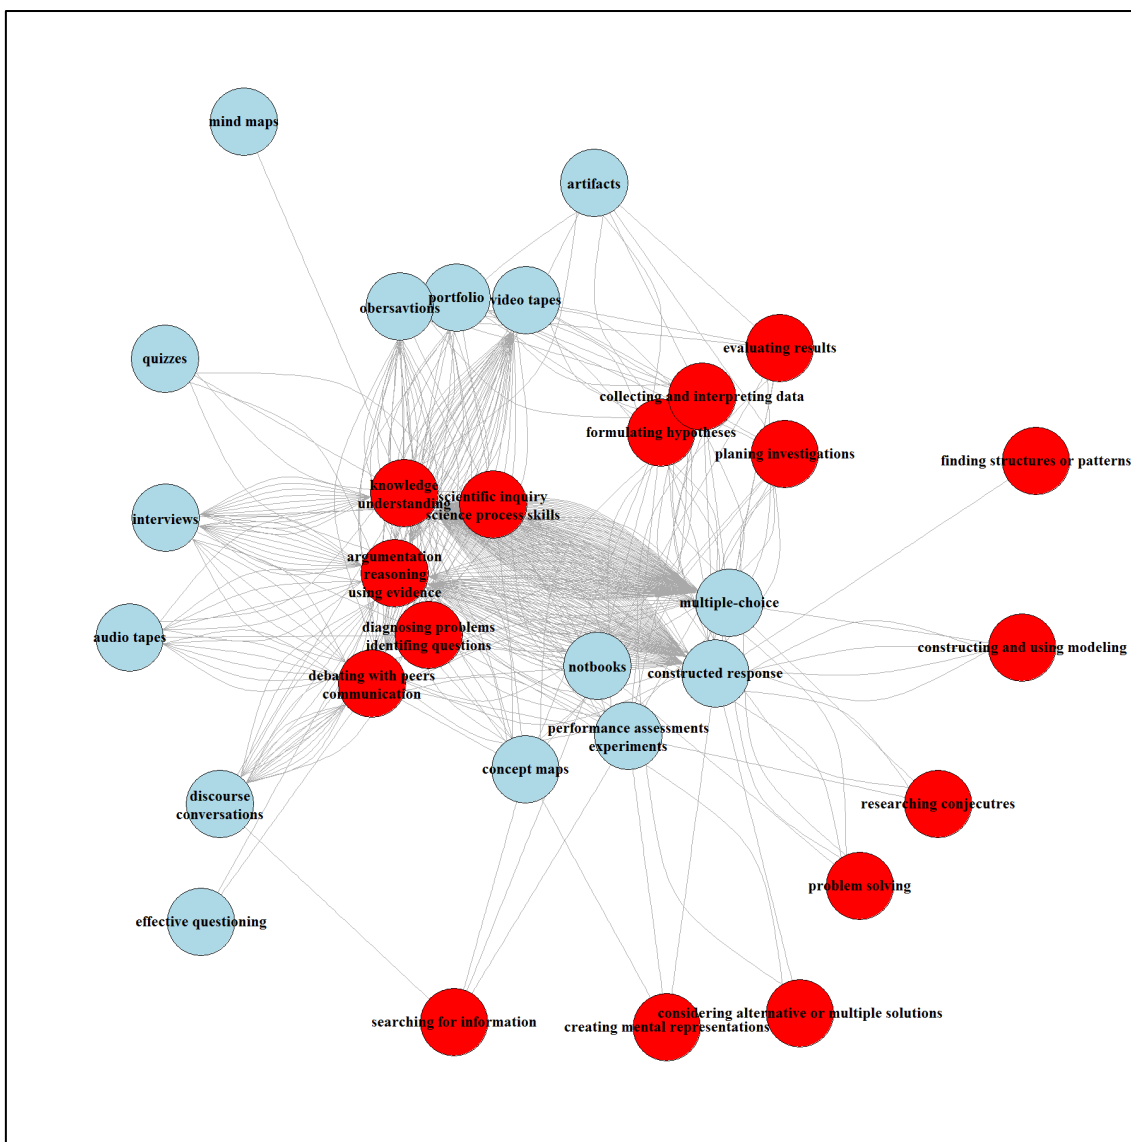 mind maps
artifacts
portfolio
video tapes
obersavtions
evaluating results
quizzes
collecting and interpreting data
formulating hypotheses
planing investigations
finding structures or patterns
knowledge
understanding
scientific inquiry
science process skills
interviews
argumentation
reasoning
using evidence
multiple-choice
diagnosing problems
identifing questions
audio tapes
constructing and using modeling
notbooks
constructed response
debating with peers
communication
performance assessments
experiments
concept maps
discourse
conversations
researching conjecutres
problem solving
effective questioning
considering alternative or multiple solutions
searching for information
creating mental representations